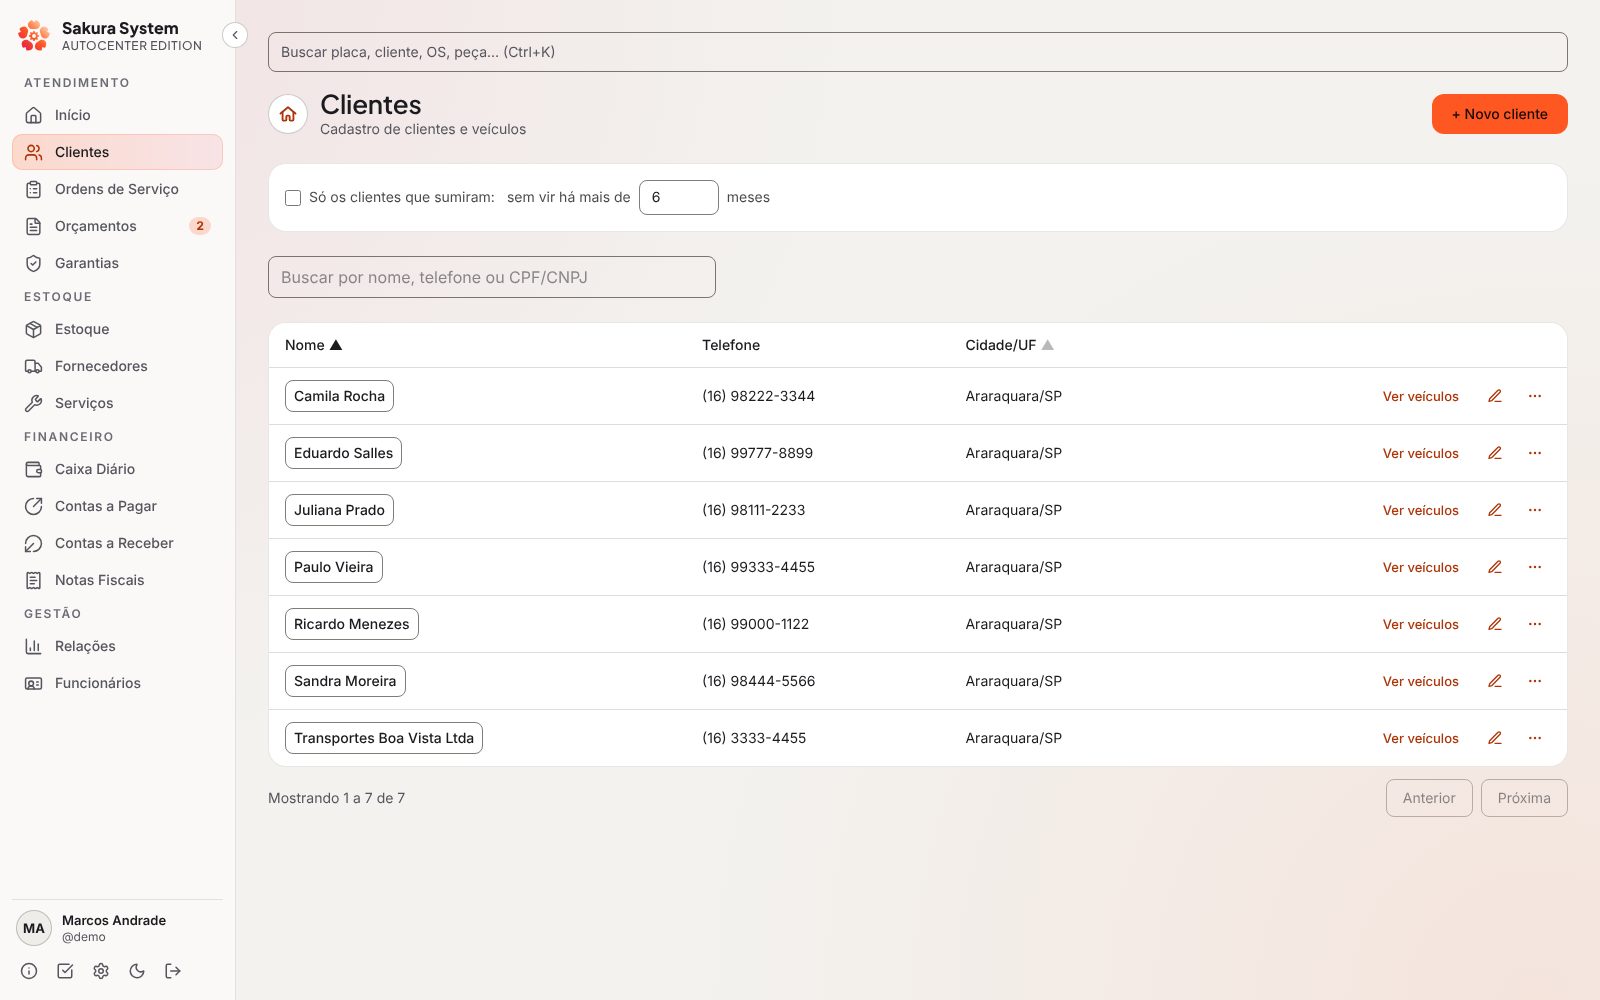 Sakura System
AUTOCENTER EDITION
ATENDIMENTO
Início
Clientes
Ordens de Serviço
Orçamentos 2
Garantias
ESTOQUE
Estoque
Fornecedores
Serviços
FINANCEIRO
Caixa Diário
Contas a Pagar
Contas a Receber
Notas Fiscais
GESTÃO
Relações
Funcionários
MA
Marcos Andrade
@demo
Buscar placa, cliente, OS, peça... (Ctrl+K)
Clientes
Cadastro de clientes e veículos
+ Novo cliente
Só os clientes que sumiram: sem vir há mais de 6 meses
Buscar por nome, telefone ou CPF/CNPJ
Nome ▲ Telefone Cidade/UF ▲
Camila Rocha (16) 98222-3344 Araraquara/SP Ver veículos ···
Eduardo Salles (16) 99777-8899 Araraquara/SP Ver veículos ···
Juliana Prado (16) 98111-2233 Araraquara/SP Ver veículos ···
Paulo Vieira (16) 99333-4455 Araraquara/SP Ver veículos ···
Ricardo Menezes (16) 99000-1122 Araraquara/SP Ver veículos ···
Sandra Moreira (16) 98444-5566 Araraquara/SP Ver veículos ···
Transportes Boa Vista Ltda (16) 3333-4455 Araraquara/SP Ver veículos ···
Mostrando 1 a 7 de 7
Anterior Próxima